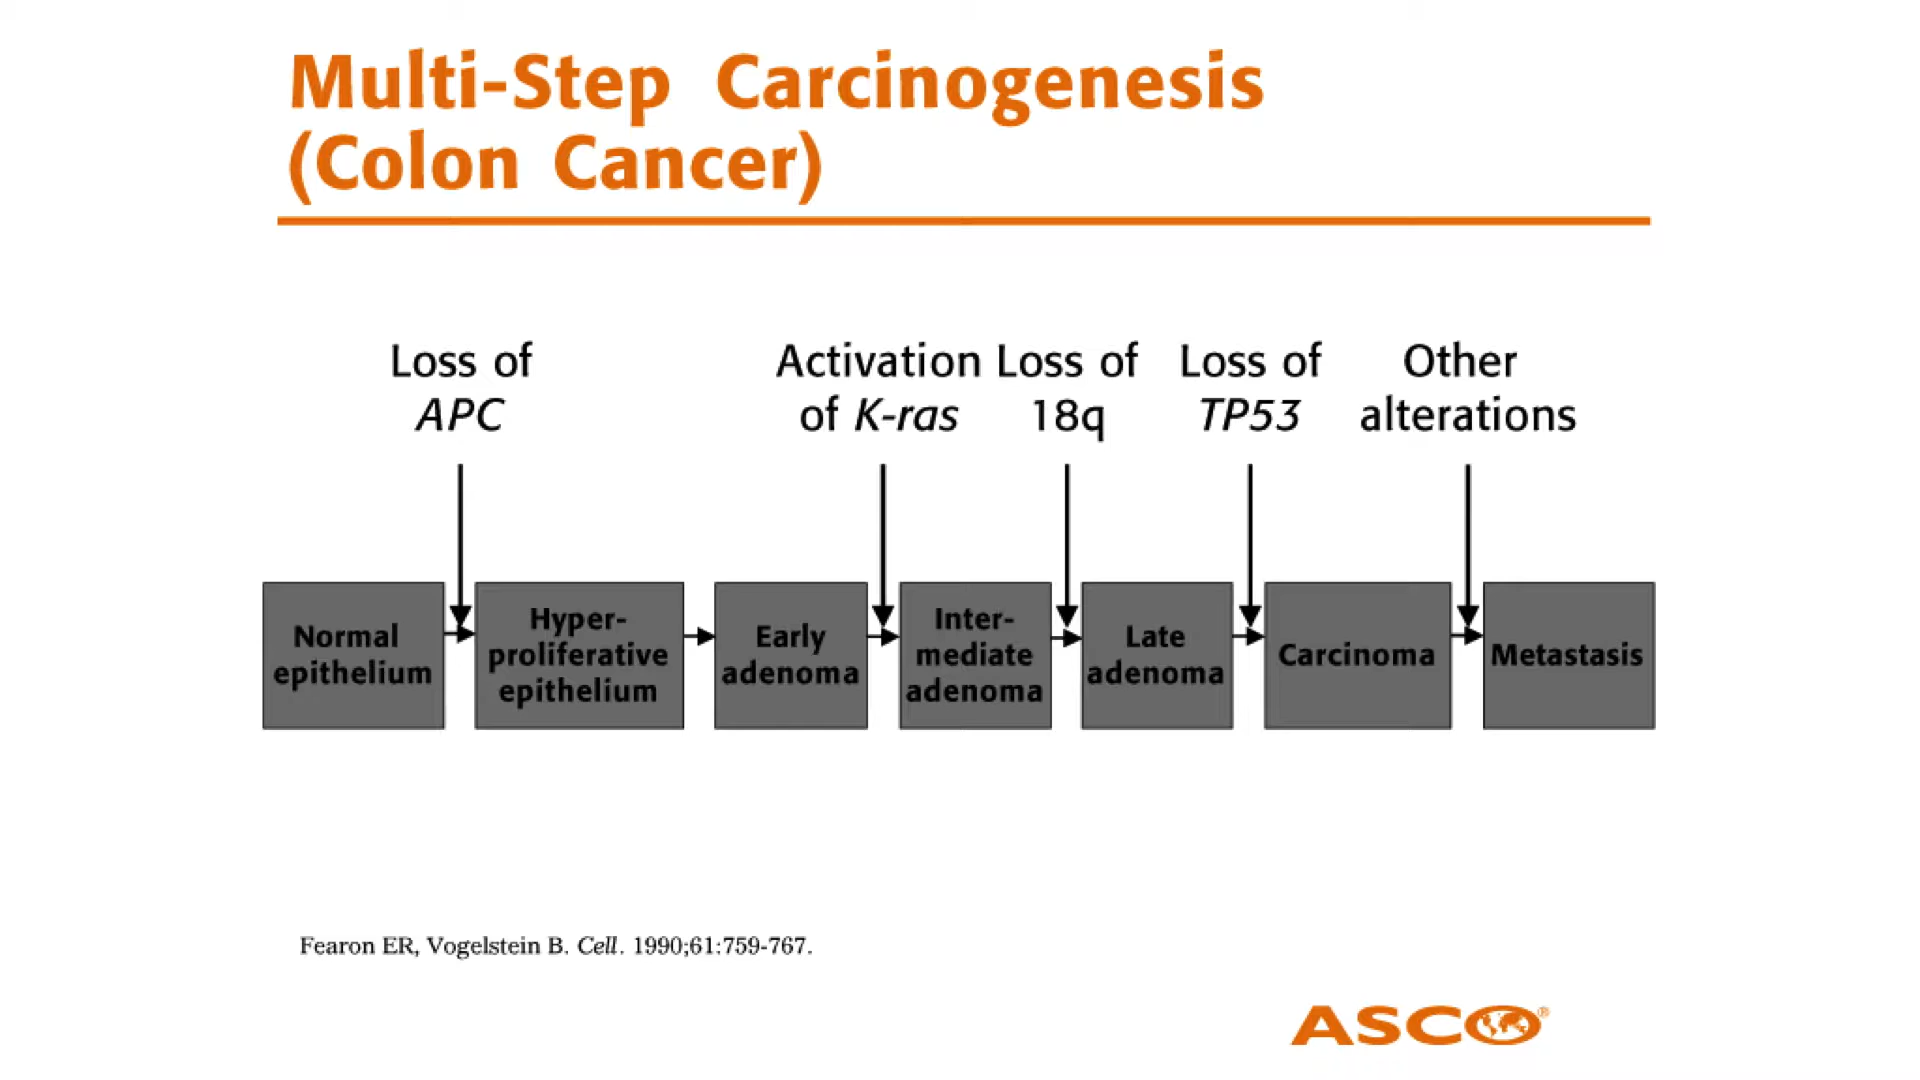 Multi-Step Carcinogenesis
(Colon Cancer)
Loss of
APC
Activation
of K-ras
Loss of
18q
Loss of
TP53
Other
alterations
Normal
epithelium
Hyper-
proliferative
epithelium
Early
adenoma
Inter-
mediate
adenoma
Late
adenoma
Carcinoma
Metastasis
Fearon ER, Vogelstein B. Cell. 1990;61:759-767.
ASCO®